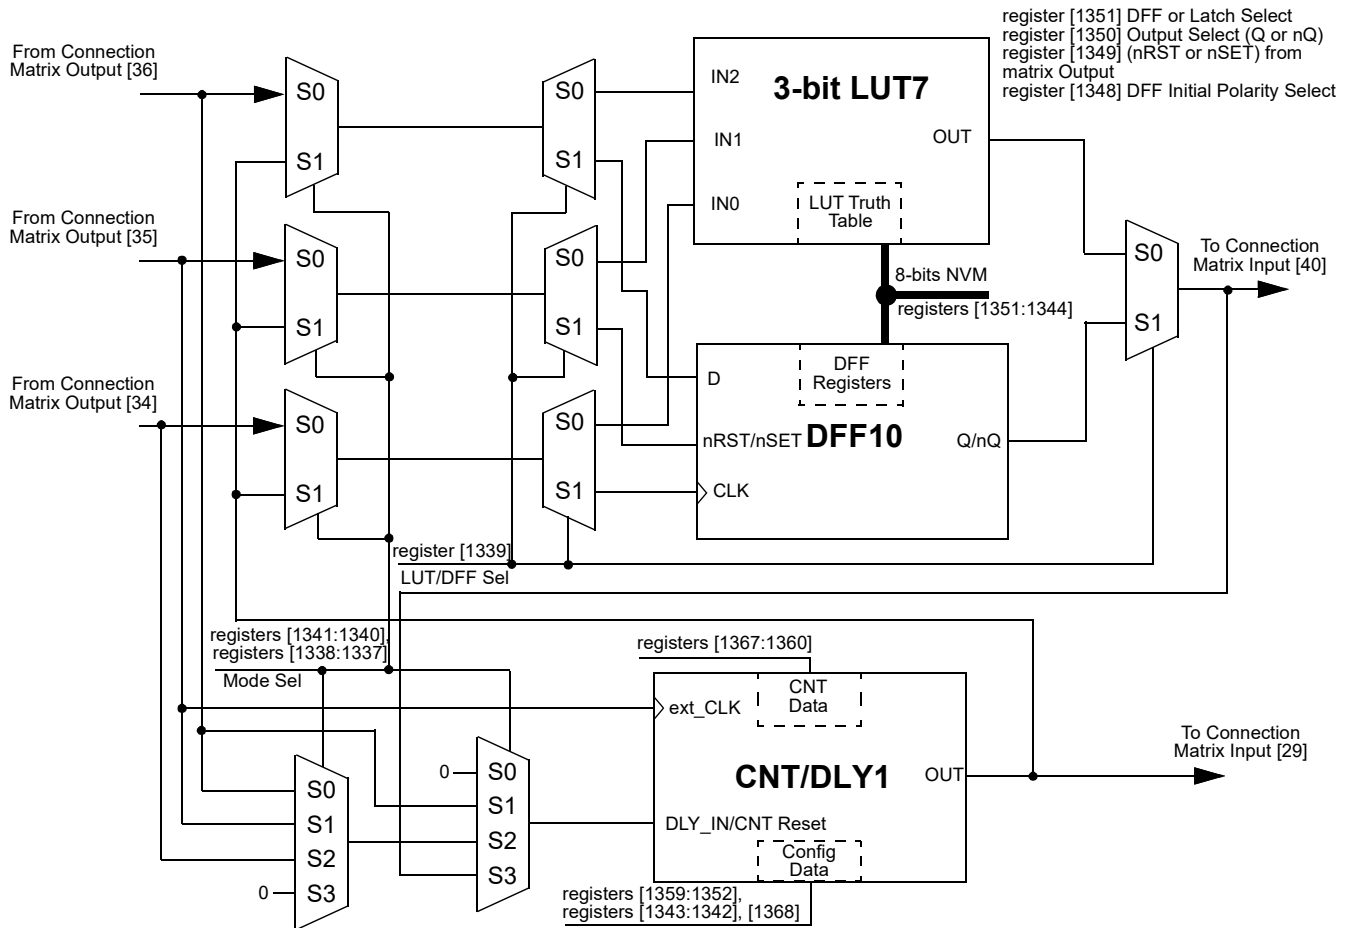 register [1351] DFF or Latch Select
register [1350] Output Select (Q or nQ)
register [1349] (nRST or nSET) from
matrix Output
register [1348] DFF Initial Polarity Select
From Connection
Matrix Output [36]
S0
S1
S0
S1
IN2
3-bit LUT7
IN1
OUT
IN0
LUT Truth
Table
From Connection
Matrix Output [35]
S0
S1
S0
S1
8-bits NVM
registers [1351:1344]
S0
S1
To Connection
Matrix Input [40]
From Connection
Matrix Output [34]
S0
S1
S0
S1
D
DFF
Registers
nRST/nSET
DFF10
Q/nQ
CLK
register [1339]
LUT/DFF Sel
registers [1341:1340],
registers [1338:1337]
Mode Sel
registers [1367:1360]
CNT
Data
ext_CLK
CNT/DLY1
OUT
To Connection
Matrix Input [29]
DLY_IN/CNT Reset
Config
Data
0
S0
S1
S2
S3
S0
S1
S2
0
S3
registers [1359:1352],
registers [1343:1342], [1368]